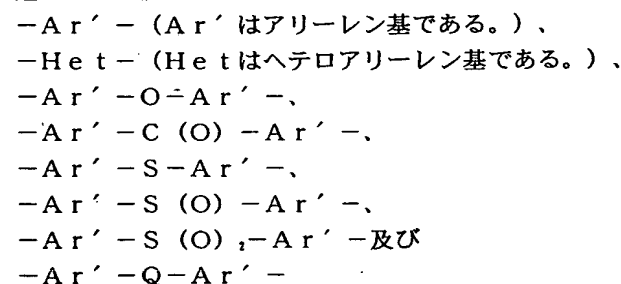 －Ａｒ′－（Ａｒ′はアリーレン基である。）、
－Ｈｅｔ－（Ｈｅｔはヘテロアリーレン基である。）、
－Ａｒ′－Ｏ－Ａｒ′－、
－Ａｒ′－Ｃ（Ｏ）－Ａｒ′－、
－Ａｒ′－Ｓ－Ａｒ′－、
－Ａｒ′－Ｓ（Ｏ）－Ａｒ′－、
－Ａｒ′－Ｓ（Ｏ）₂－Ａｒ′－及び
－Ａｒ′－Ｑ－Ａｒ′－